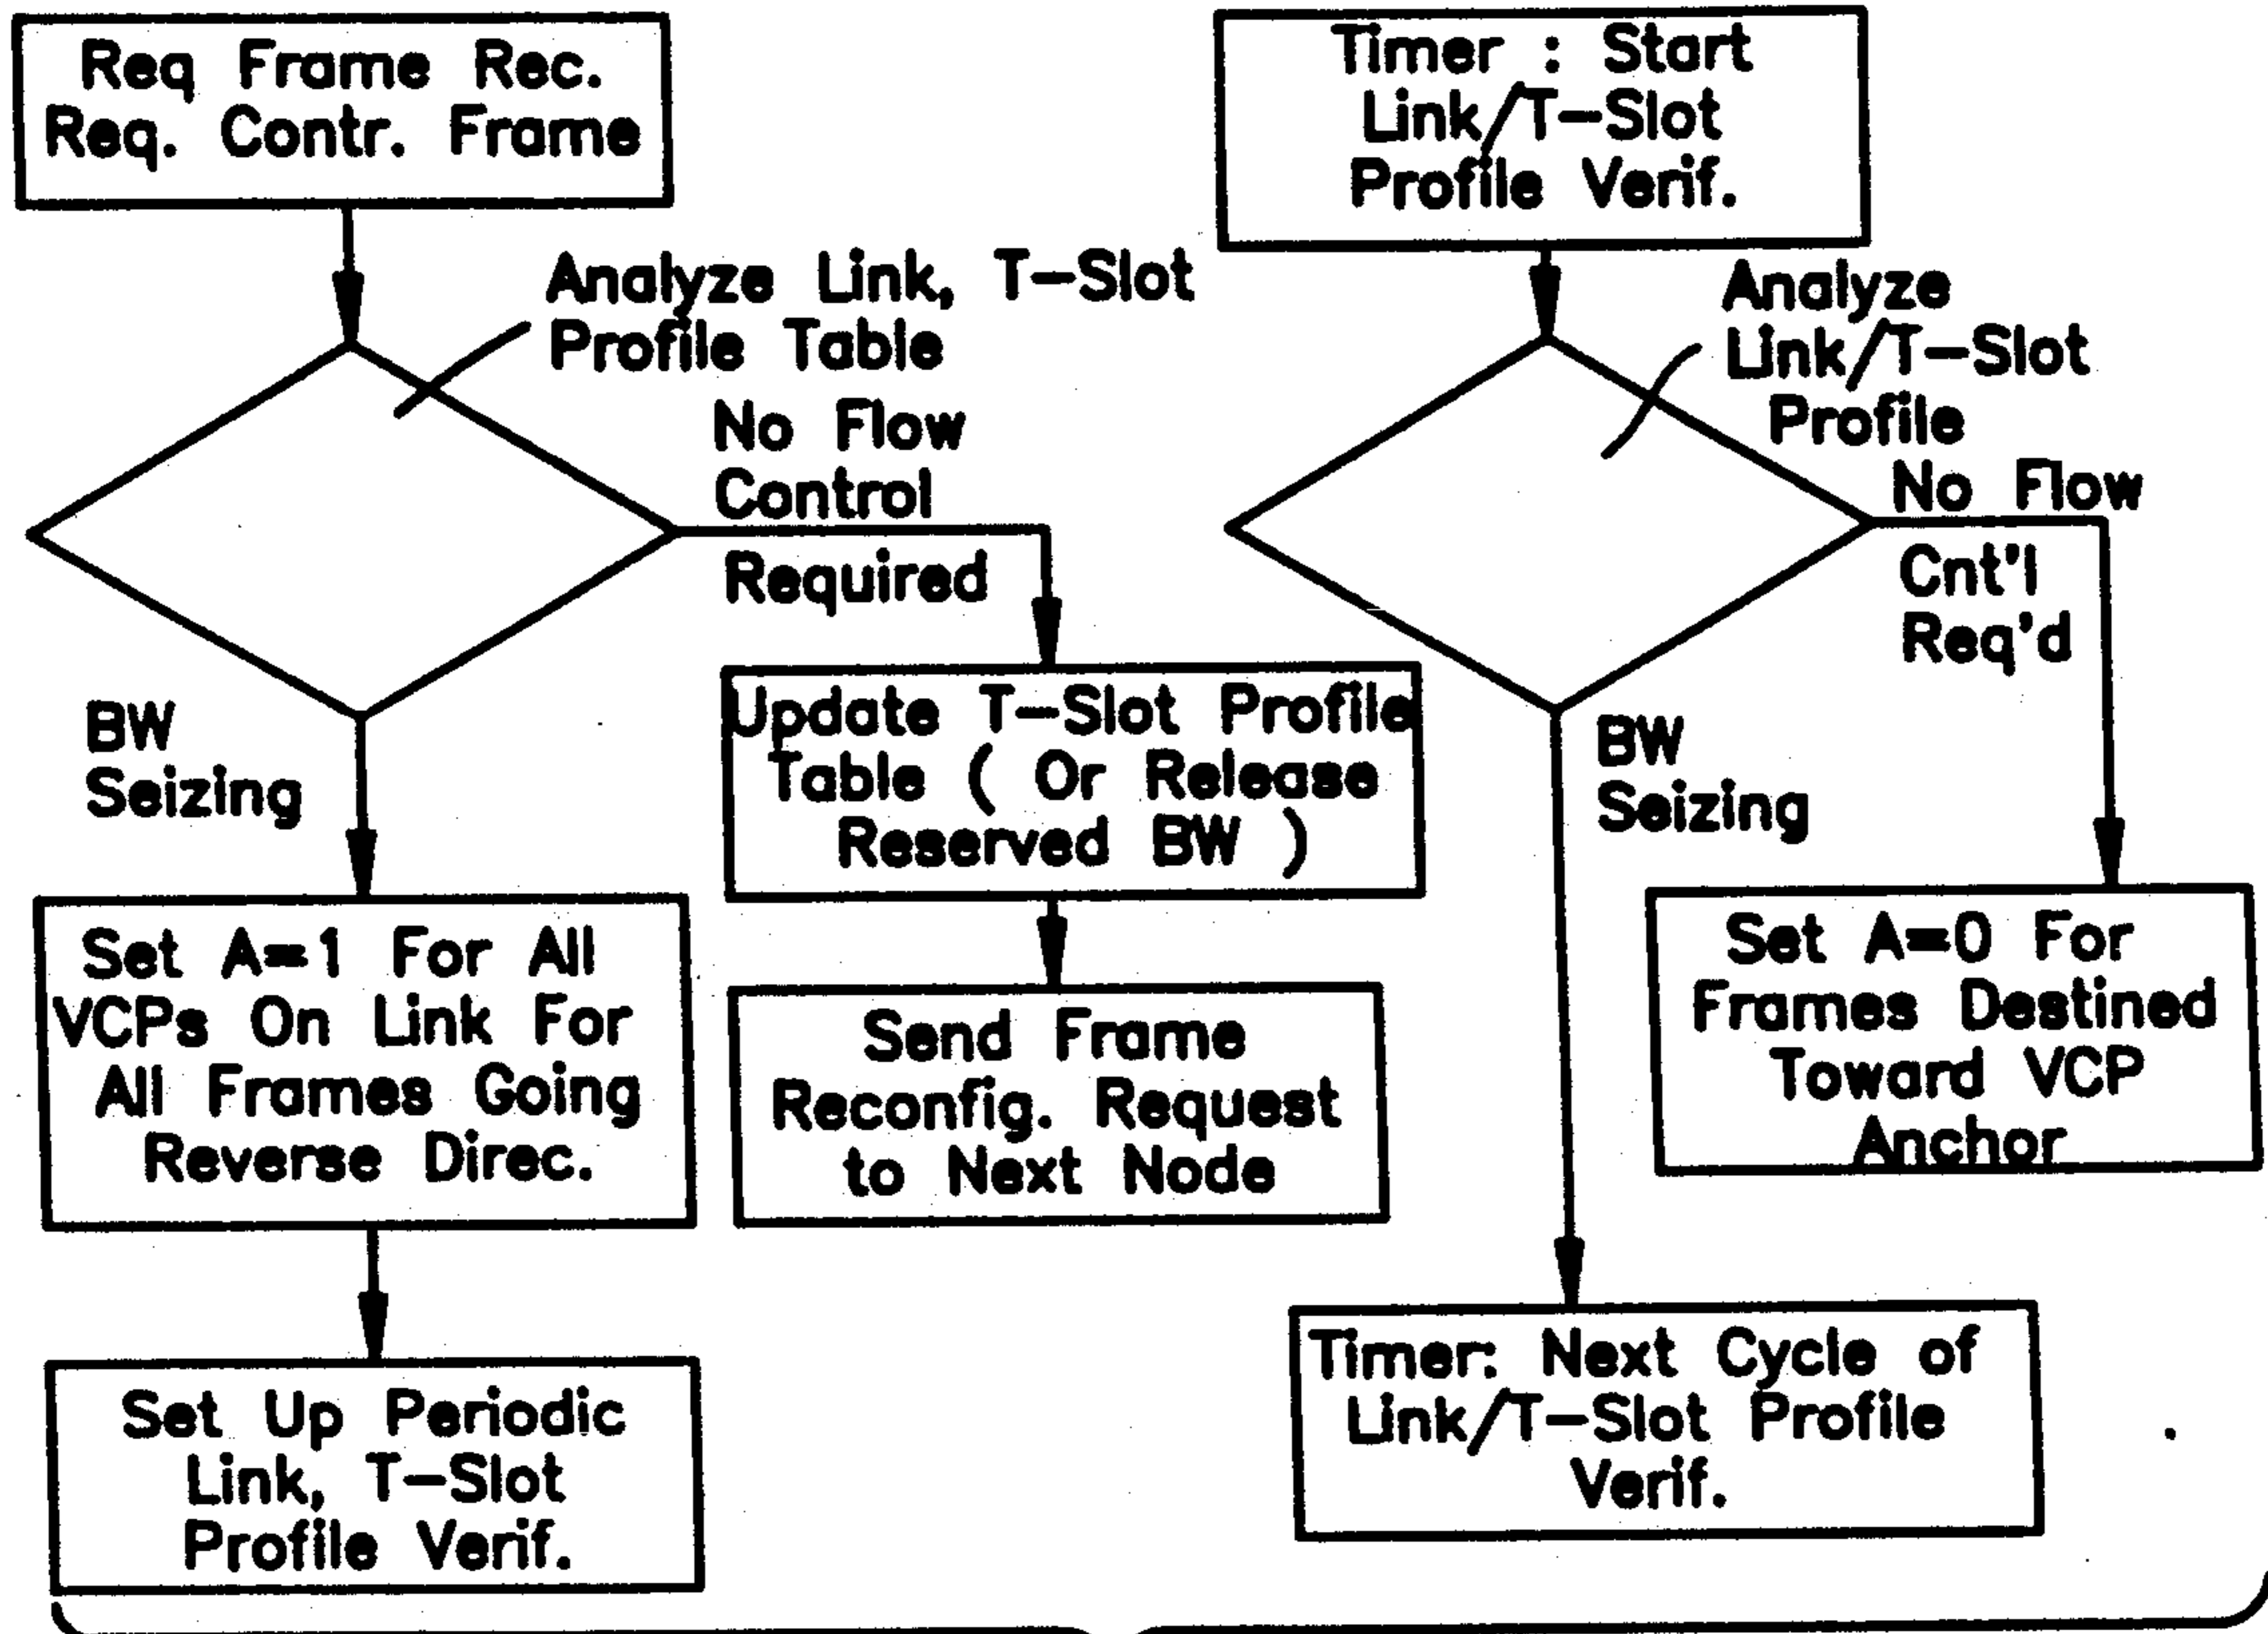 Req Frame Rec.
Req. Contr. Frame
Analyze Link, T-Slot
Profile Table
No Flow
Control
Required
BW
Seizing
Update T-Slot Profile
Table ( Or Release
Reserved BW )
Set A=1 For All
VCPs On Link For
All Frames Going
Reverse Direc.
Send Frame
Reconfig. Request
to Next Node
Set Up Periodic
Link, T-Slot
Profile Verif.
Timer : Start
Link/T-Slot
Profile Verif.
Analyze
Link/T-Slot
Profile
No Flow
Cnt'l
Req'd
BW
Seizing
Set A=0 For
Frames Destined
Toward VCP
Anchor
Timer: Next Cycle of
Link/T-Slot Profile
Verif.